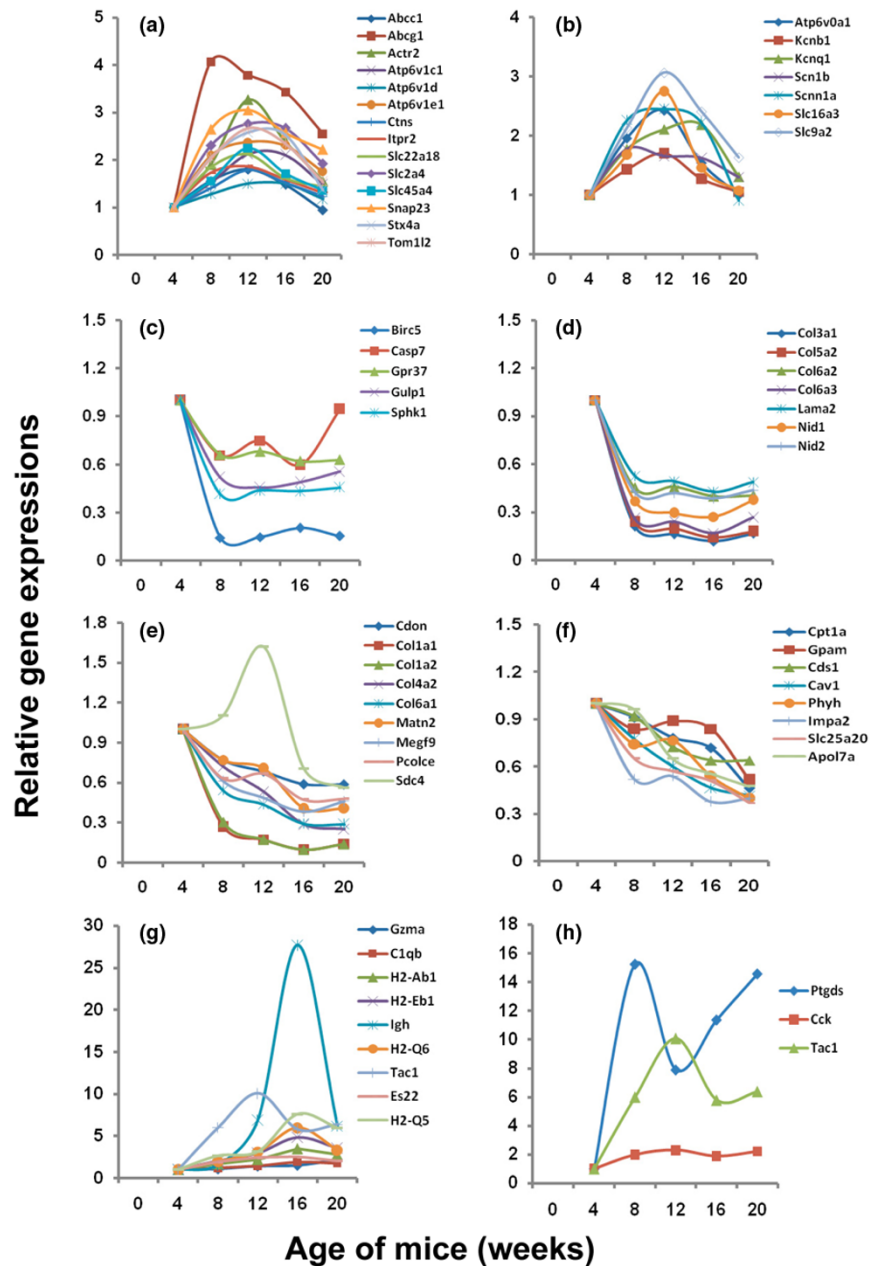 Relative gene expressions
(a)
5
4
3
2
1
0
0 4 8 12 16 20
Abcc1
Abcg1
Actr2
Atp6v1c1
Atp6v1d
Atp6v1e1
Ctns
Itpr2
Slc22a18
Slc2a4
Slc45a4
Snap23
Stx4a
Tom1l2
(b)
4
3
2
1
0
0 4 8 12 16 20
Atp6v0a1
Kcnb1
Kcnq1
Scn1b
Scnn1a
Slc16a3
Slc9a2
(c)
1.5
1.2
0.9
0.6
0.3
0
0 4 8 12 16 20
Birc5
Casp7
Gpr37
Gulp1
Sphk1
(d)
1.5
1.2
0.9
0.6
0.3
0
0 4 8 12 16 20
Col3a1
Col5a2
Col6a2
Col6a3
Lama2
Nid1
Nid2
(e)
1.8
1.5
1.2
0.9
0.6
0.3
0
0 4 8 12 16 20
Cdon
Col1a1
Col1a2
Col4a2
Col6a1
Matn2
Megf9
Pcolce
Sdc4
(f)
1.5
1.2
0.9
0.6
0.3
0
0 4 8 12 16 20
Cpt1a
Gpam
Cds1
Cav1
Phyh
Impa2
Slc25a20
Apol7a
(g)
30
25
20
15
10
5
0
0 4 8 12 16 20
Gzma
C1qb
H2-Ab1
H2-Eb1
Igh
H2-Q6
Tac1
Es22
H2-Q5
(h)
18
16
14
12
10
8
6
4
2
0
0 4 8 12 16 20
Ptgds
Cck
Tac1
Age of mice (weeks)